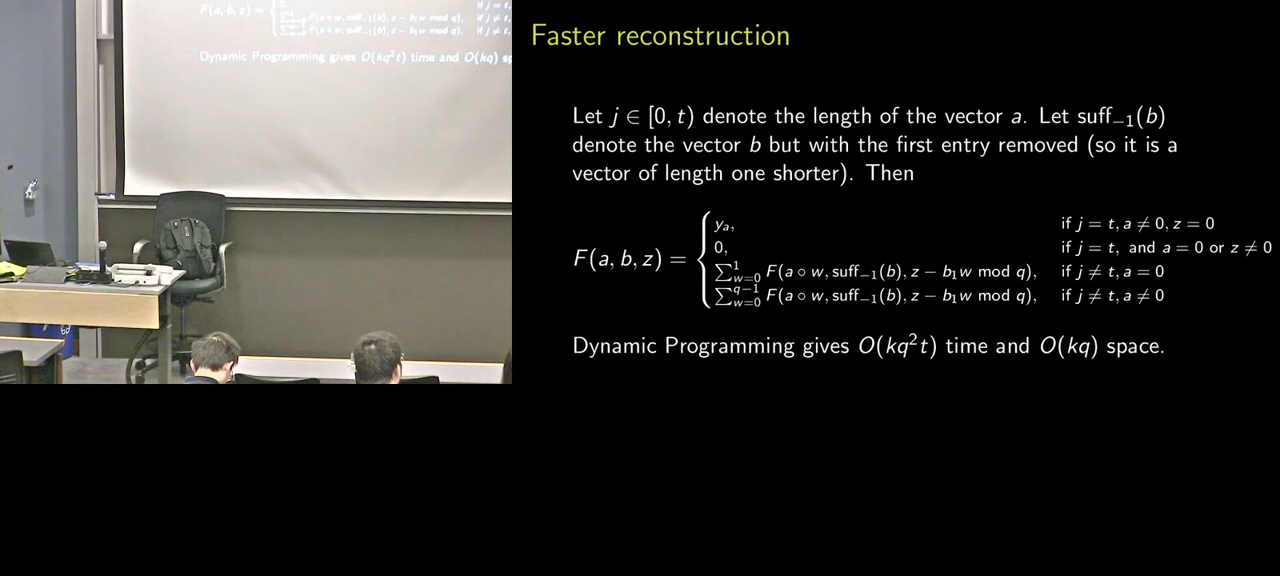 Faster reconstruction
Let j ∈ [0, t) denote the length of the vector a. Let suff₋₁(b)
denote the vector b but with the first entry removed (so it is a
vector of length one shorter). Then
F(a, b, z) = { yₐ, if j = t, a ≠ 0, z = 0
0, if j = t, and a = 0 or z ≠ 0
∑_{w=0}^{1} F(a ∘ w, suff₋₁(b), z − b₁w mod q), if j ≠ t, a = 0
∑_{w=0}^{q−1} F(a ∘ w, suff₋₁(b), z − b₁w mod q), if j ≠ t, a ≠ 0
Dynamic Programming gives O(kq²t) time and O(kq) space.
F(a, b, z) =
Dynamic Programming gives O(kq²t) time and O(kq)